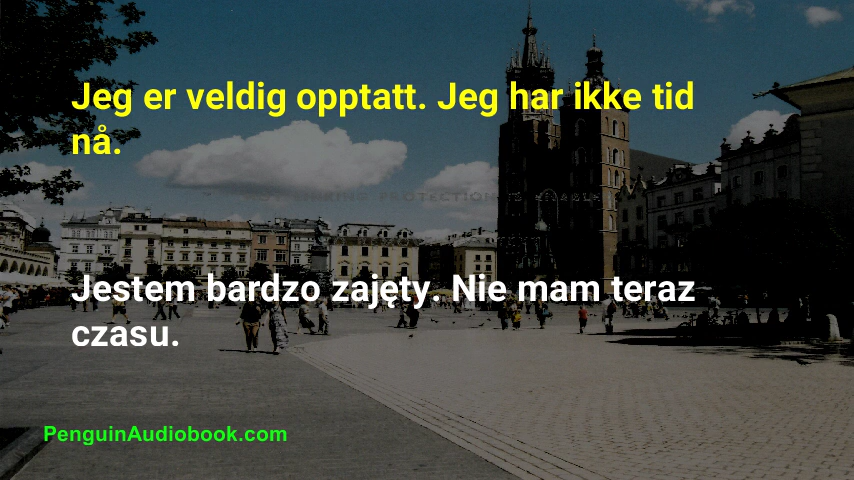 Jeg er veldig opptatt. Jeg har ikke tid
nå.
Jestem bardzo zajęty. Nie mam teraz
czasu.
PenguinAudiobook.com